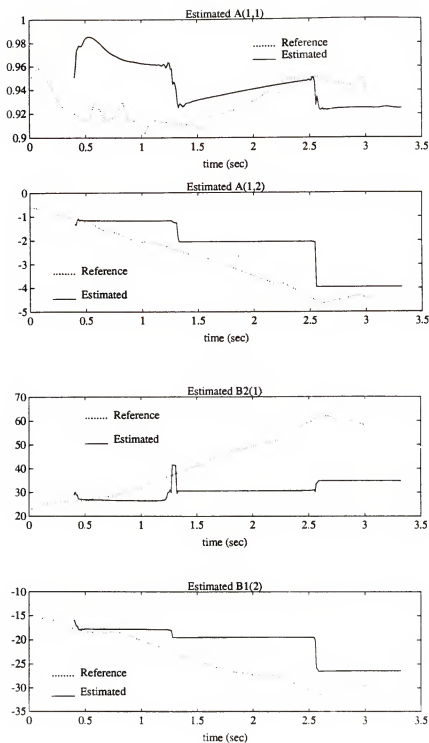 Estimated A(1,1)
1
0.98
0.96
0.94
0.92
0.9
Reference
Estimated
0 0.5 1 1.5 2 2.5 3 3.5
time (sec)
Estimated A(1,2)
0
-1
-2
-3
-4
-5
Reference
Estimated
0 0.5 1 1.5 2 2.5 3 3.5
time (sec)
Estimated B2(1)
70
60
50
40
30
20
Reference
Estimated
0 0.5 1 1.5 2 2.5 3 3.5
time (sec)
Estimated B1(2)
-10
-15
-20
-25
-30
-35
Reference
Estimated
0 0.5 1 1.5 2 2.5 3 3.5
time (sec)